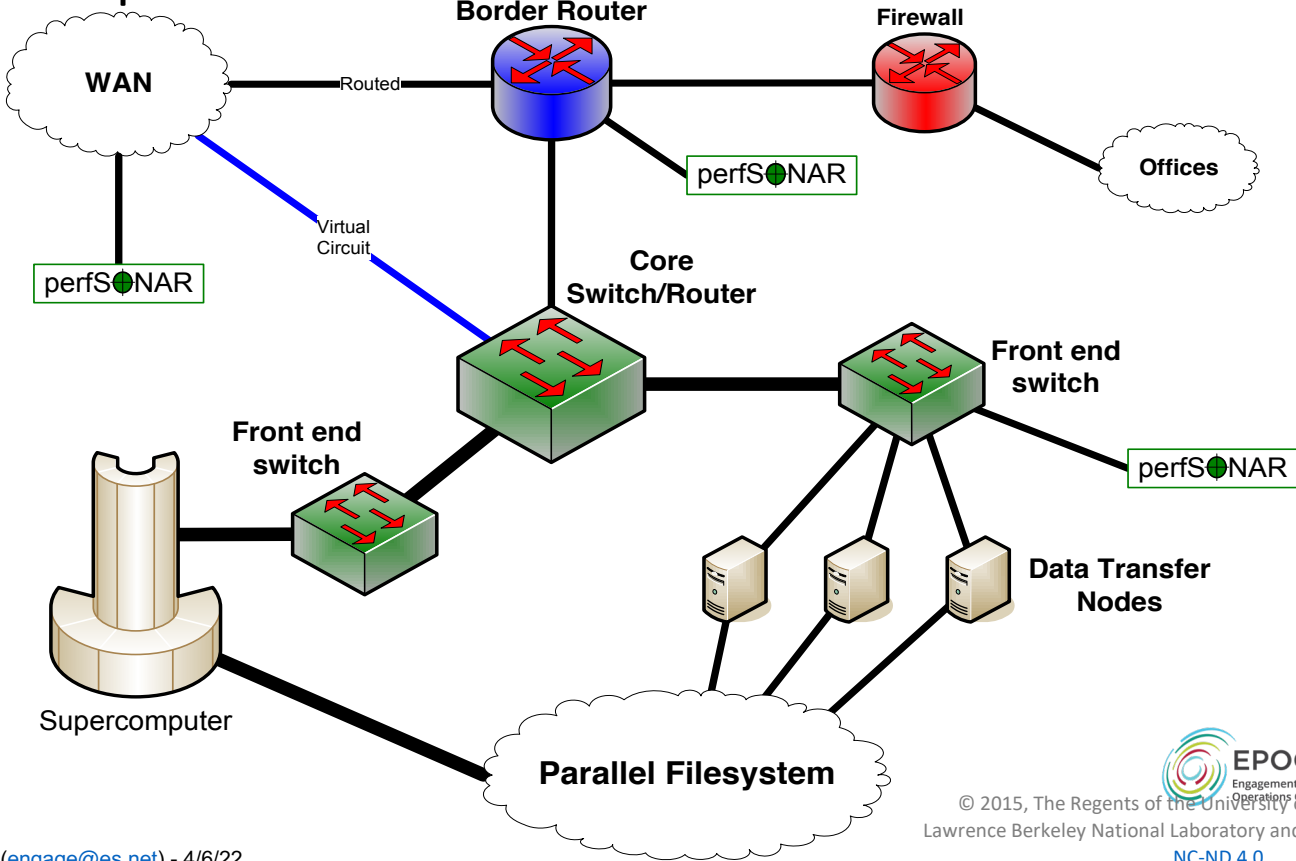 Border Router
Firewall
WAN
Routed
Offices
perfSONAR
Virtual
Circuit
perfSONAR
Core
Switch/Router
Front end
switch
Front end
switch
perfSONAR
Data Transfer
Nodes
Supercomputer
Parallel Filesystem
Engagement
Operations
© 2015, The Regents of the University
Lawrence Berkeley National Laboratory and
(engage@es.net) - 4/6/22
NC-ND 4.0